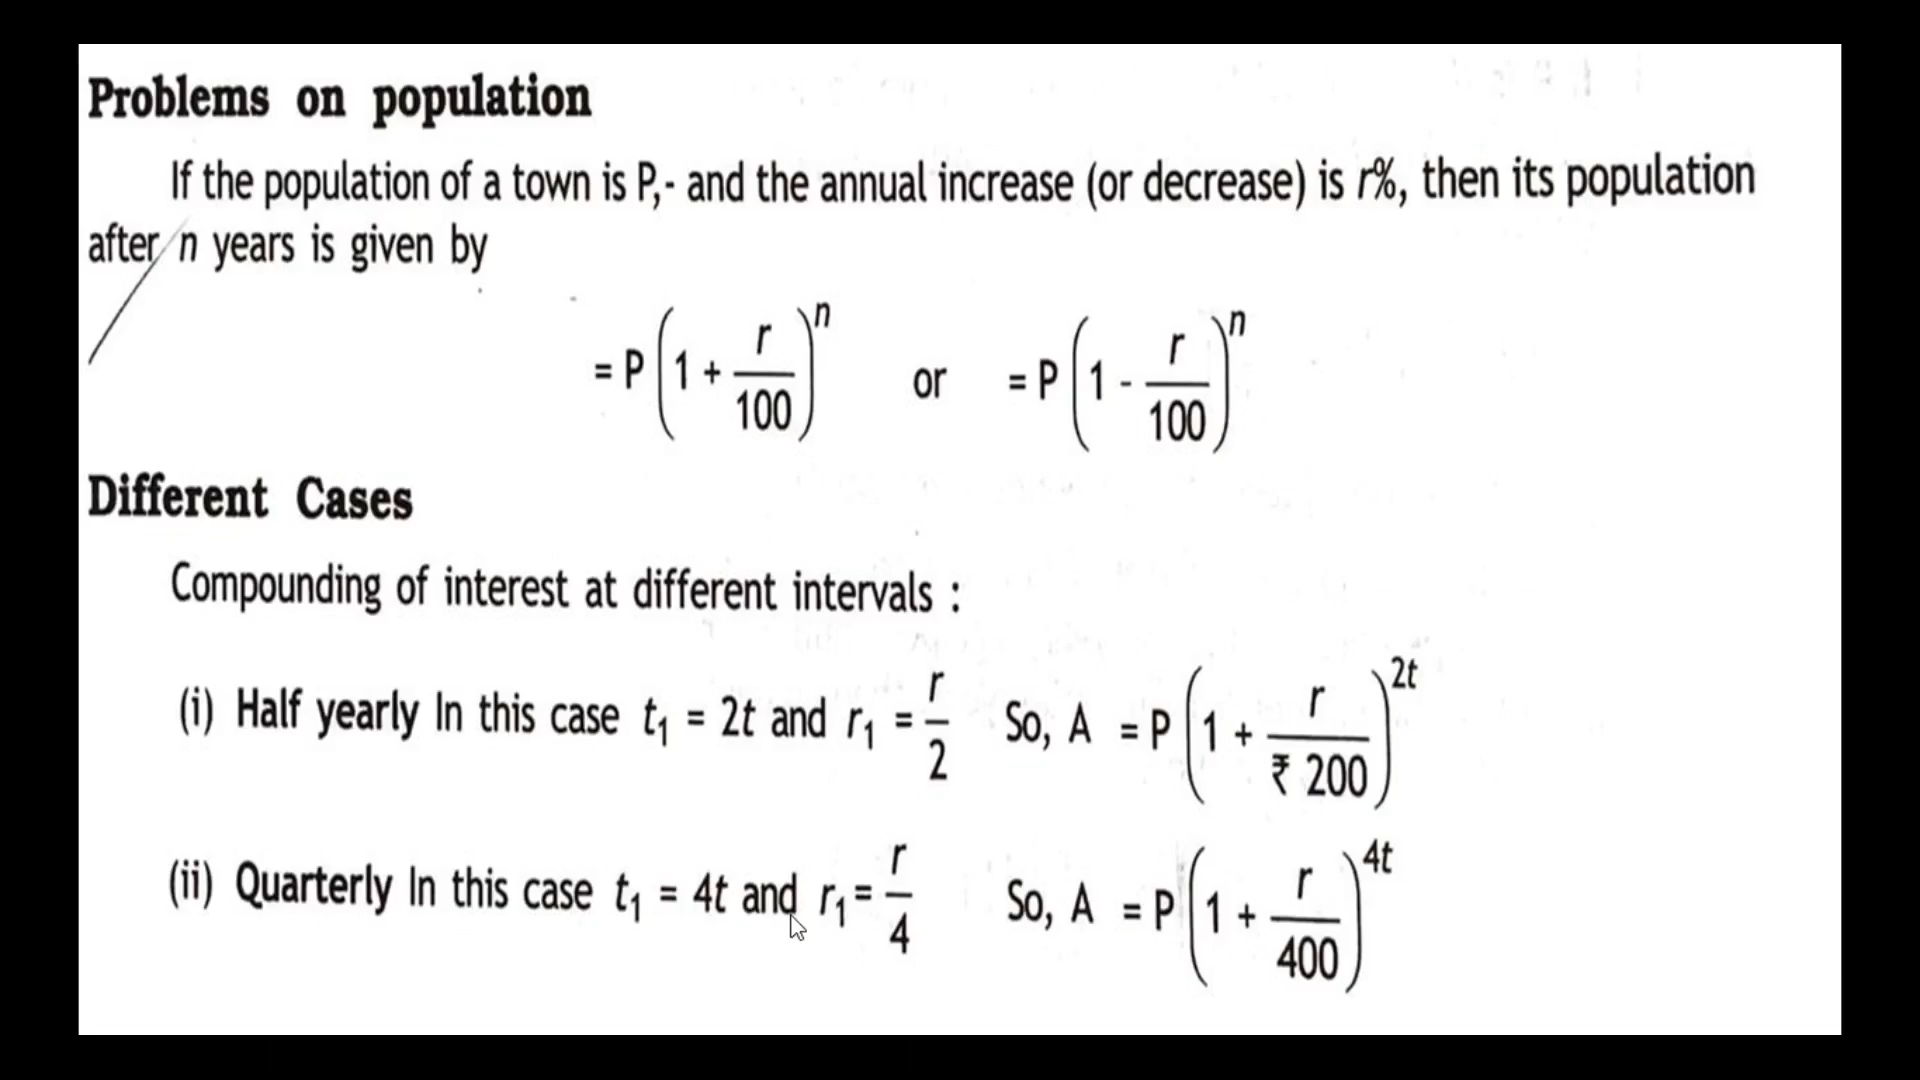 Problems on population
If the population of a town is P,- and the annual increase (or decrease) is r%, then its population
after n years is given by
= P (1 + r/100)^n or = P (1 - r/100)^n
Different Cases
Compounding of interest at different intervals :
(i) Half yearly In this case t₁ = 2t and r₁ = r/2 So, A = P (1 + r/₹ 200)^2t
(ii) Quarterly In this case t₁ = 4t and r₁ = r/4 So, A = P (1 + r/400)^4t